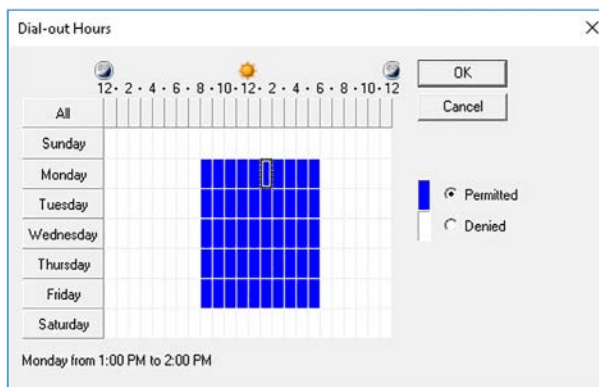 Dial-out Hours
OK
12 · 2 · 4 · 6 · 8 · 10 · 12 · 2 · 4 · 6 · 8 · 10 · 12
Cancel
All
Sunday
Monday
Tuesday
Wednesday
Thursday
Friday
Saturday
Permitted
Denied
Monday from 1:00 PM to 2:00 PM